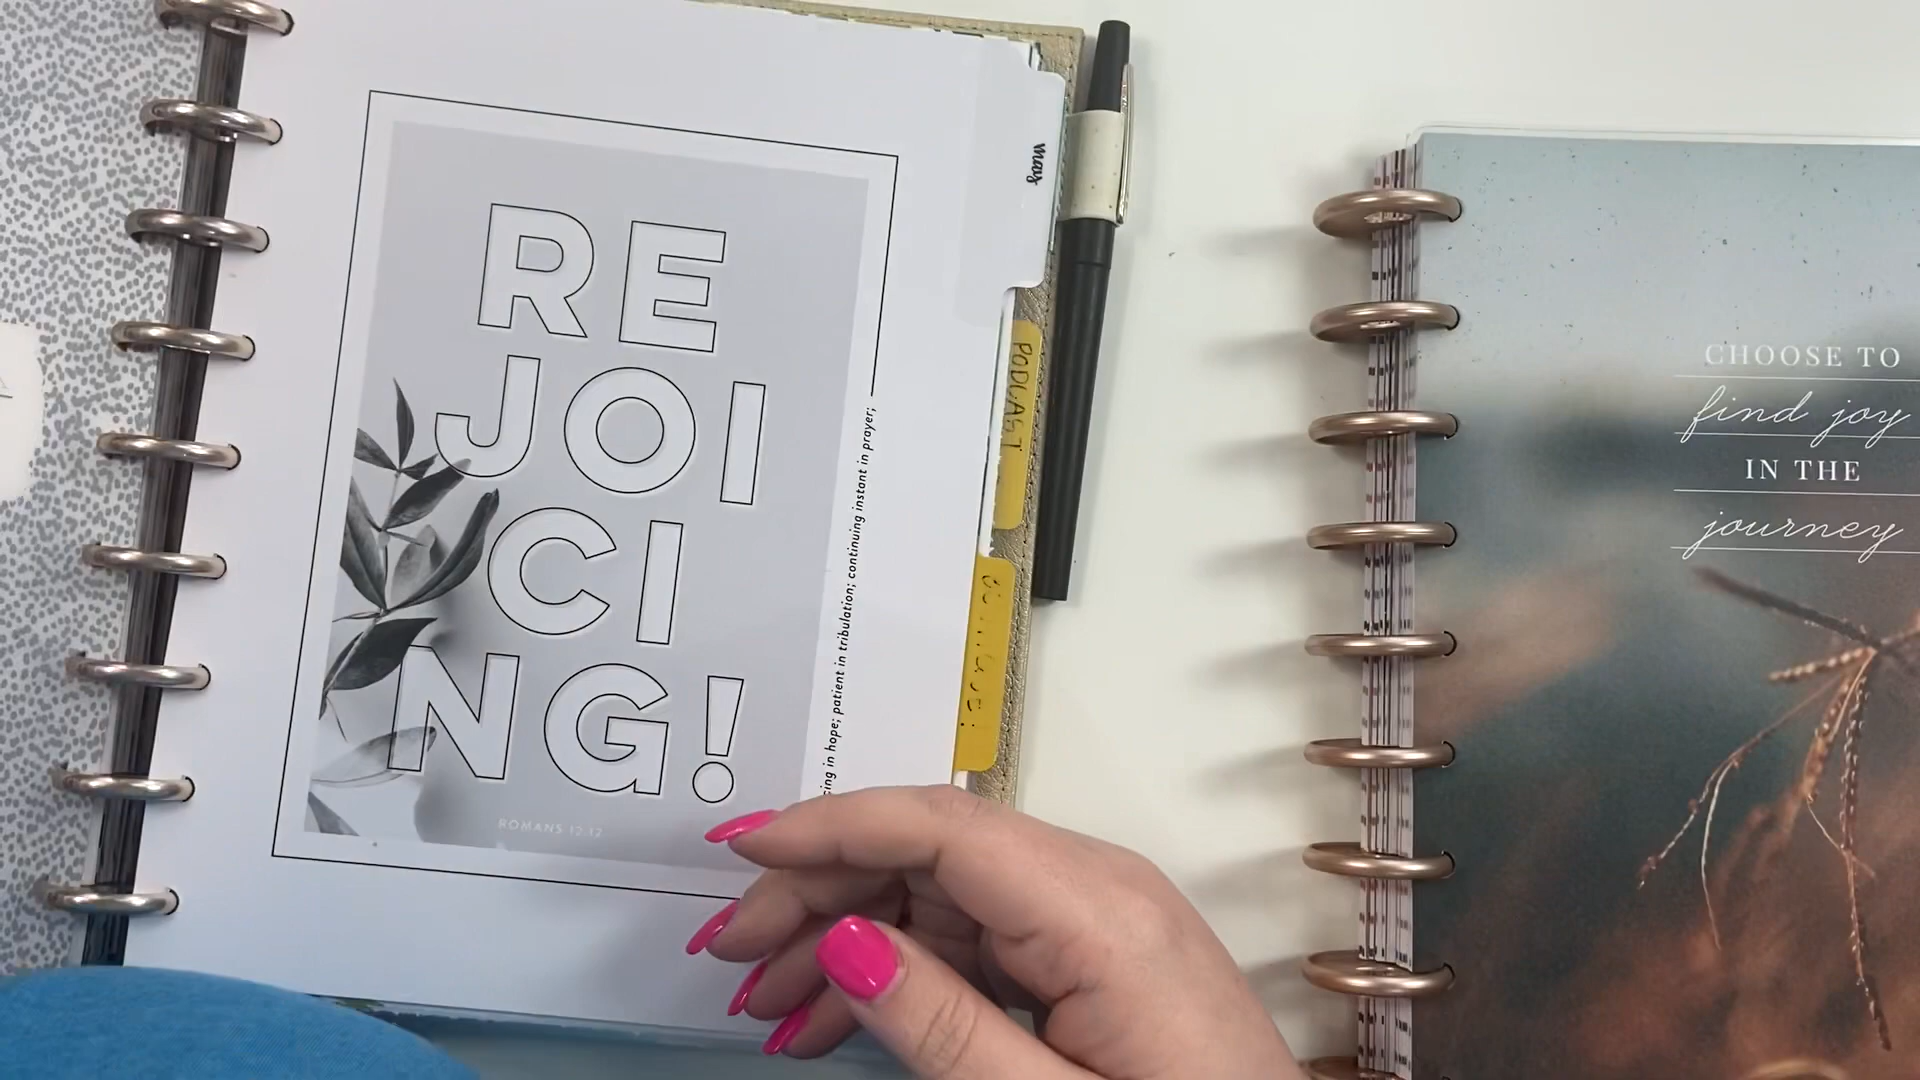 RE
JOI
CI
NG!
ROMANS 12:12
cing in hope; patient in tribulation; continuing instant in prayer;
may
PODCAST
CHOOSE TO
find joy
IN THE
journey